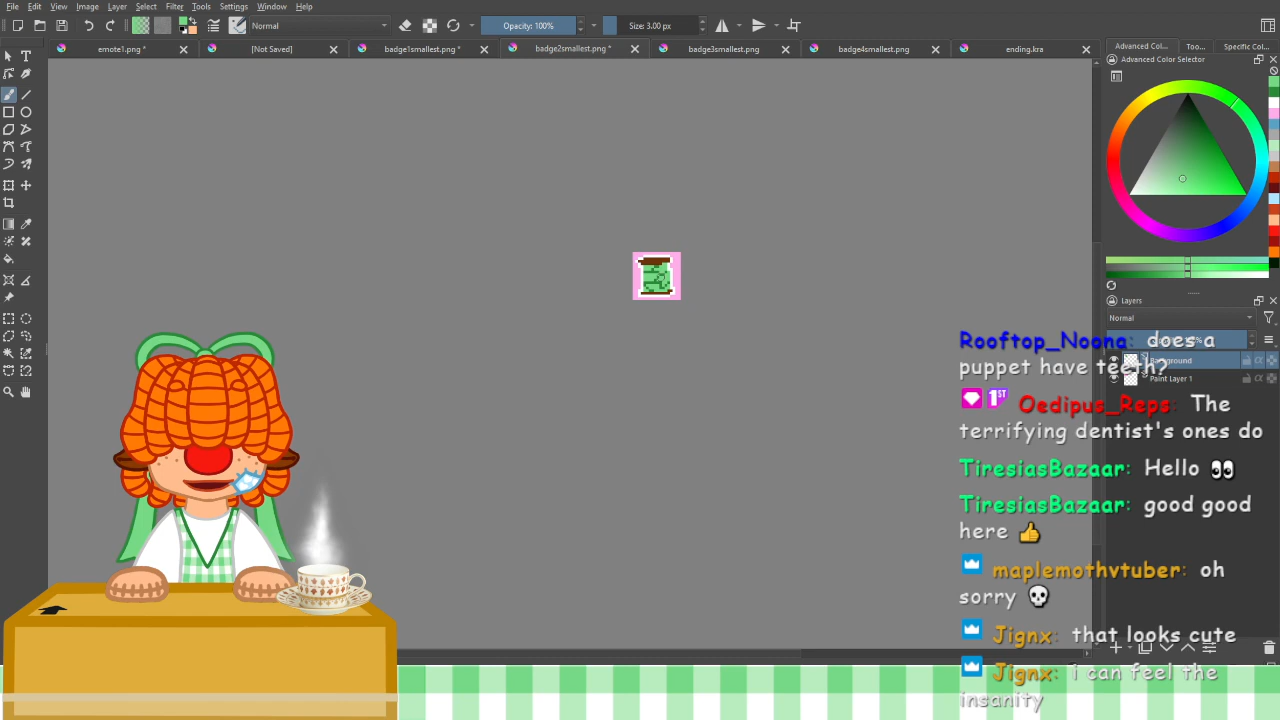 File Edit View Image Layer Select Filter Tools Settings Window Help
Normal Opacity: 100% Size: 3.00 px
emote1.png * [Not Saved] badge1smallest.png * badge2smallest.png * badge3smallest.png badge4smallest.png ending.kra
Advanced Col... Too... Specific Col...
Advanced Color Selector
Layers
Normal
Background
Paint Layer 1
Rooftop_Noona: does a
puppet have teeth?
1ST Oedipus_Reps: The
terrifying dentist's ones do
TiresiasBazaar: Hello 👀
TiresiasBazaar: good good
here 👍
maplemothvtuber: oh
sorry 💀
Jignx: that looks cute
Jignx: i can feel the
insanity